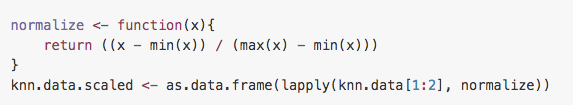 normalize <- function(x){
    return ((x - min(x)) / (max(x) - min(x)))
}
knn.data.scaled <- as.data.frame(lapply(knn.data[1:2], normalize))